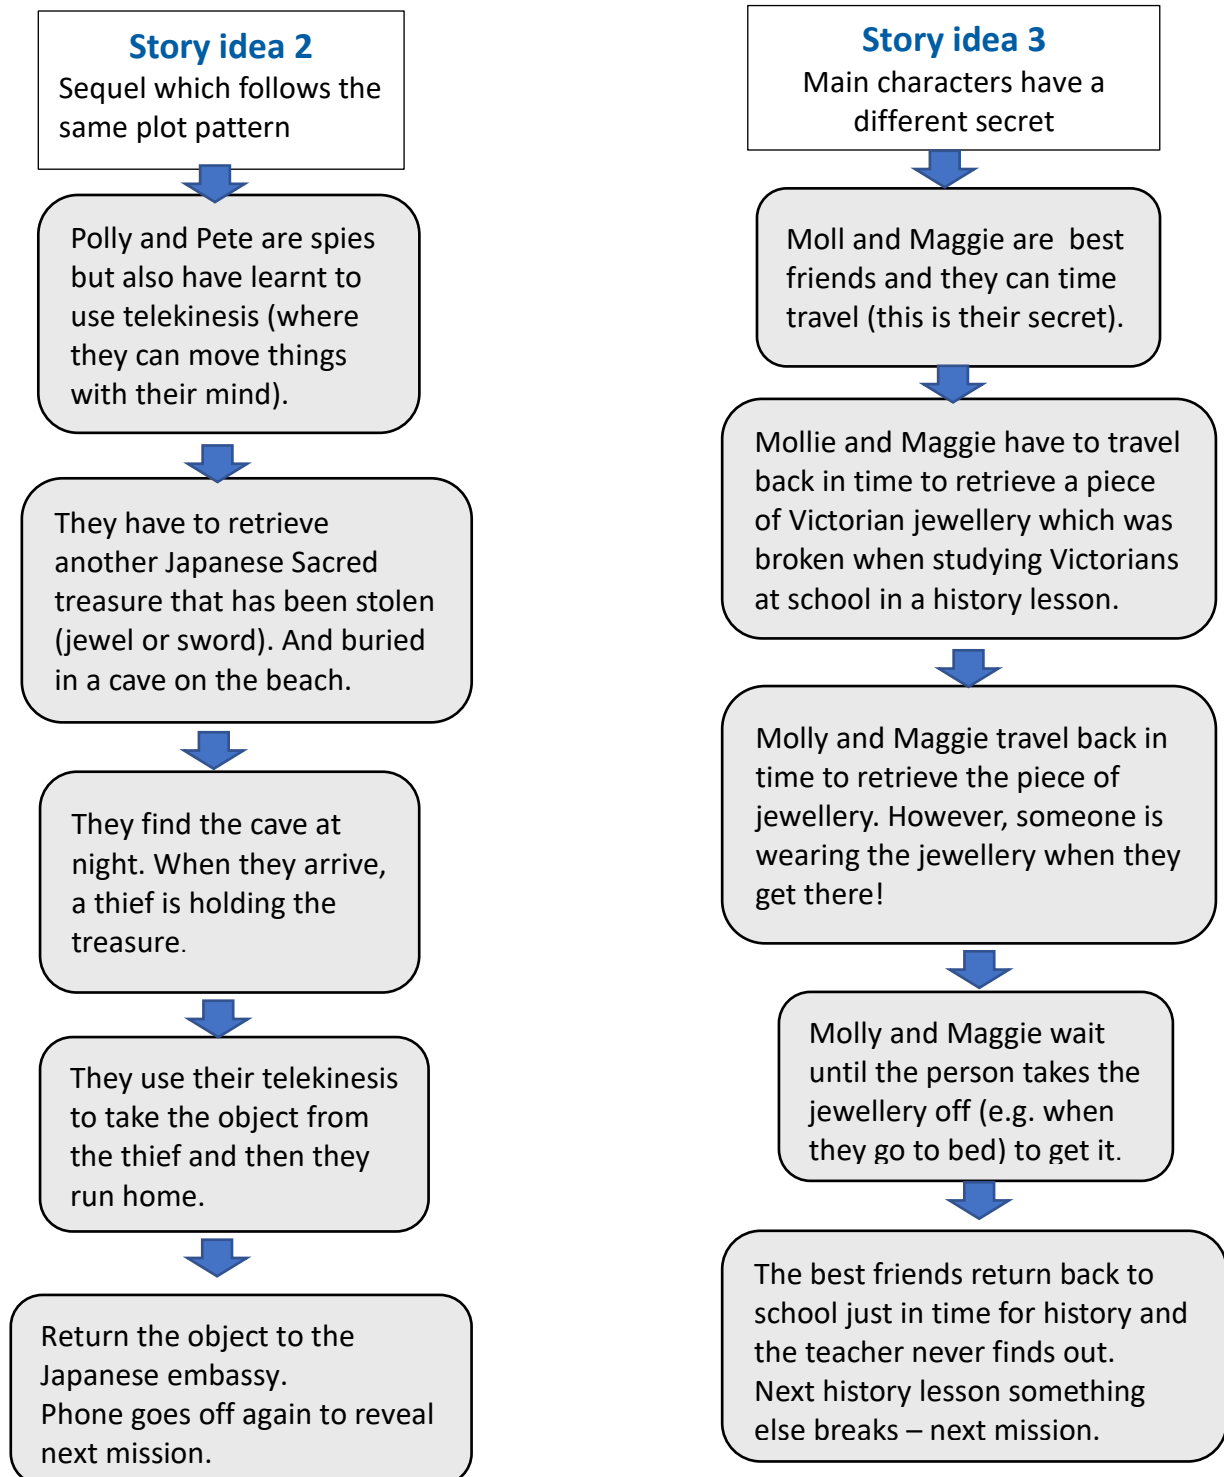 Story idea 2
Sequel which follows the
same plot pattern
Polly and Pete are spies
but also have learnt to
use telekinesis (where
they can move things
with their mind).
They have to retrieve
another Japanese Sacred
treasure that has been stolen
(jewel or sword). And buried
in a cave on the beach.
They find the cave at
night. When they arrive,
a thief is holding the
treasure.
They use their telekinesis
to take the object from
the thief and then they
run home.
Return the object to the
Japanese embassy.
Phone goes off again to reveal
next mission.
Story idea 3
Main characters have a
different secret
Moll and Maggie are best
friends and they can time
travel (this is their secret).
Mollie and Maggie have to travel
back in time to retrieve a piece
of Victorian jewellery which was
broken when studying Victorians
at school in a history lesson.
Molly and Maggie travel back in
time to retrieve the piece of
jewellery. However, someone is
wearing the jewellery when they
get there!
Molly and Maggie wait
until the person takes the
jewellery off (e.g. when
they go to bed) to get it.
The best friends return back to
school just in time for history and
the teacher never finds out.
Next history lesson something
else breaks – next mission.